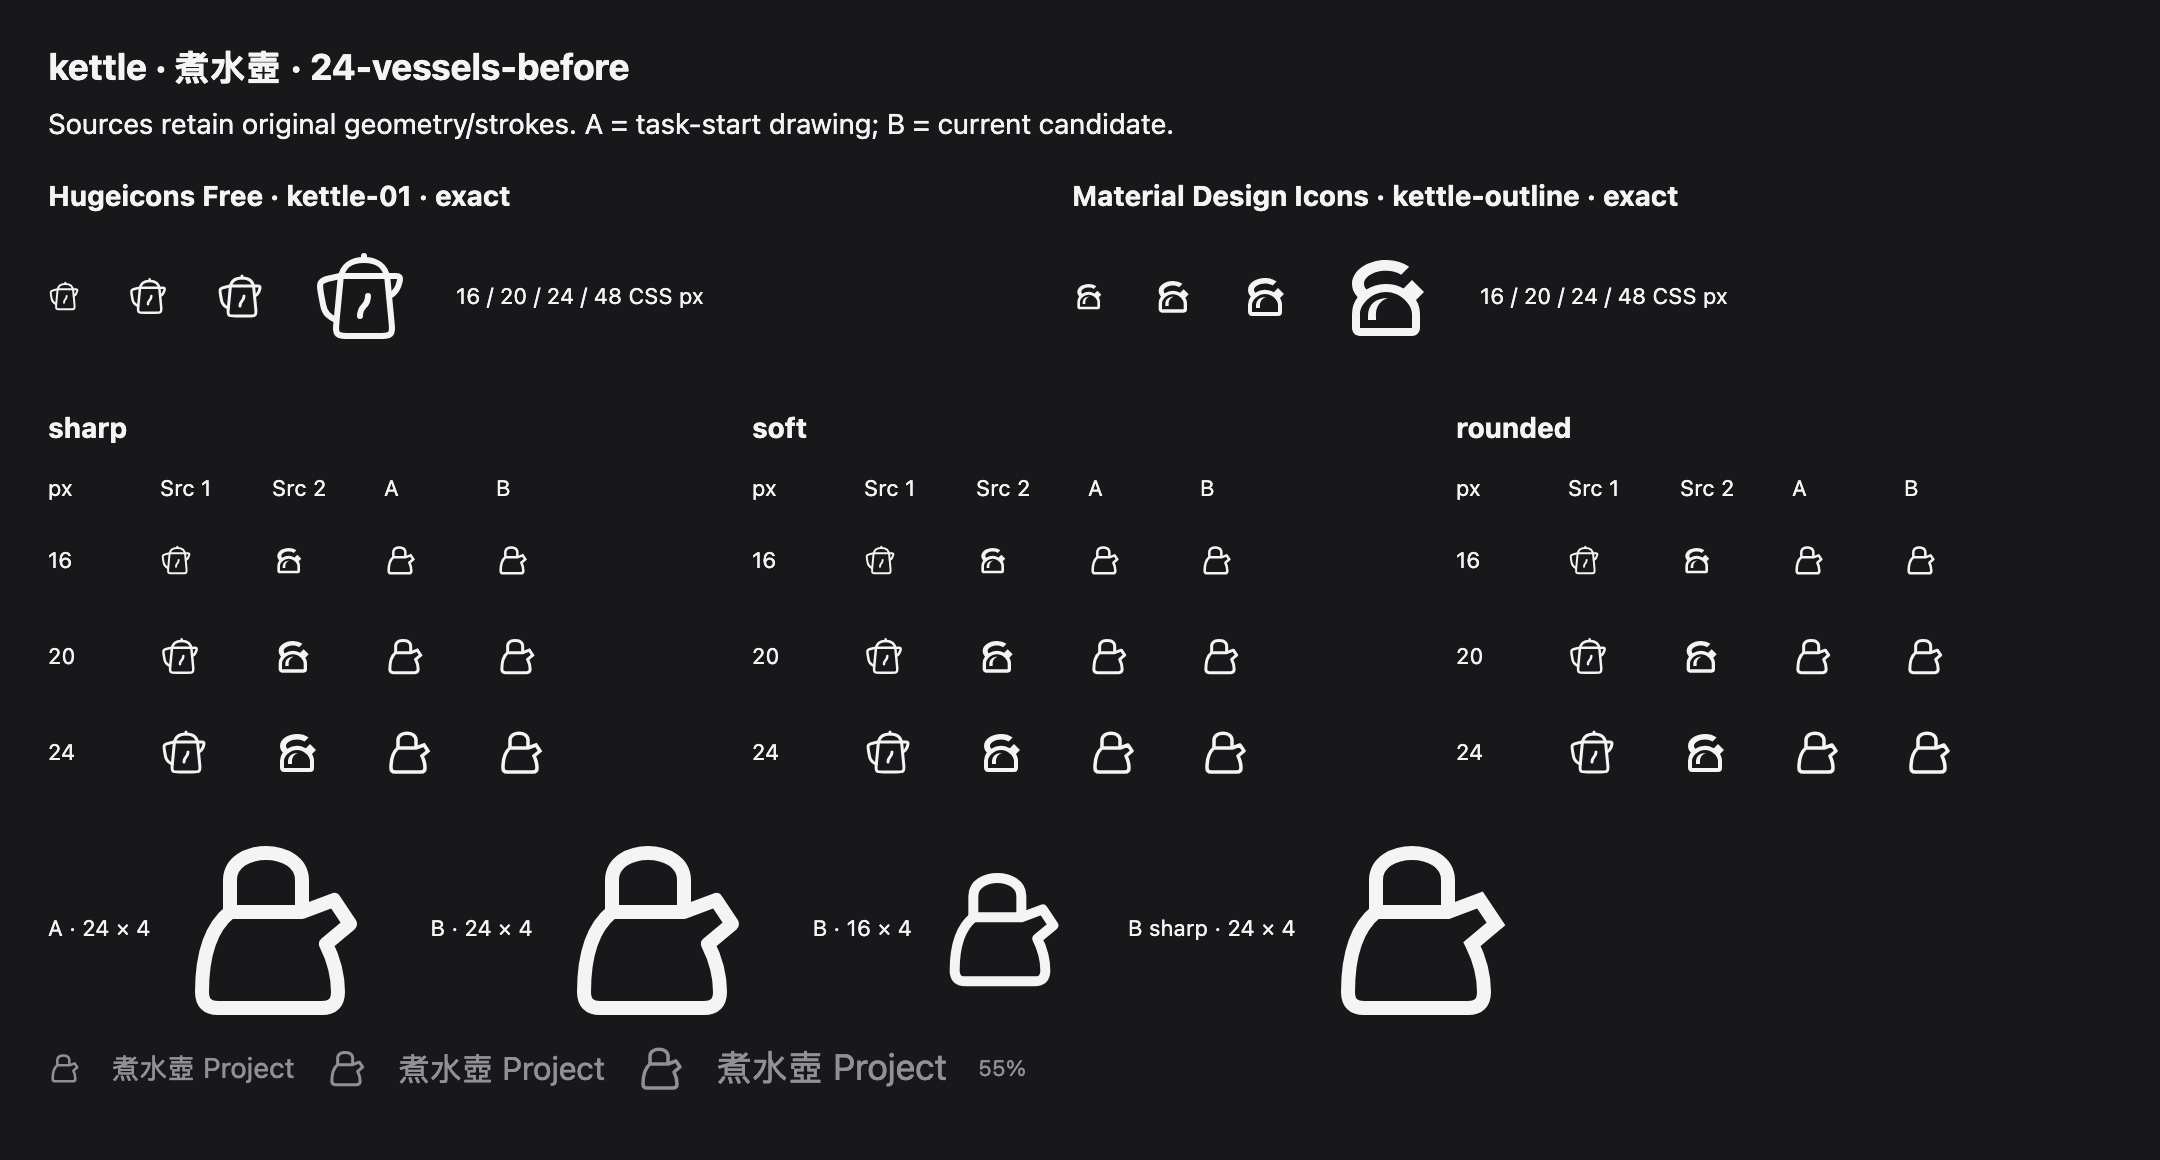 kettle · 煮水壺 · 24-vessels-before
Sources retain original geometry/strokes. A = task-start drawing; B = current candidate.
Hugeicons Free · kettle-01 · exact
16 / 20 / 24 / 48 CSS px
Material Design Icons · kettle-outline · exact
16 / 20 / 24 / 48 CSS px
sharp
px Src 1 Src 2 A B
16
20
24
soft
px Src 1 Src 2 A B
16
20
24
rounded
px Src 1 Src 2 A B
16
20
24
A · 24 × 4
B · 24 × 4
B · 16 × 4
B sharp · 24 × 4
煮水壺 Project 煮水壺 Project 煮水壺 Project 55%